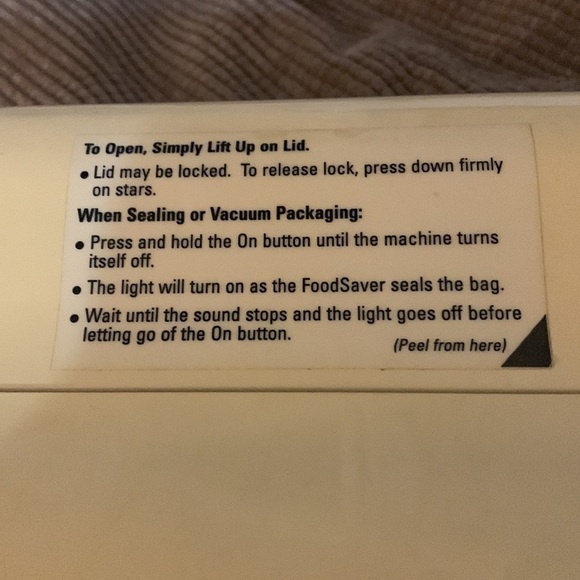 To Open, Simply Lift Up on Lid.
• Lid may be locked. To release lock, press down firmly
on stars.
When Sealing or Vacuum Packaging:
• Press and hold the On button until the machine turns
itself off.
• The light will turn on as the FoodSaver seals the bag.
• Wait until the sound stops and the light goes off before
letting go of the On button.
(Peel from here)